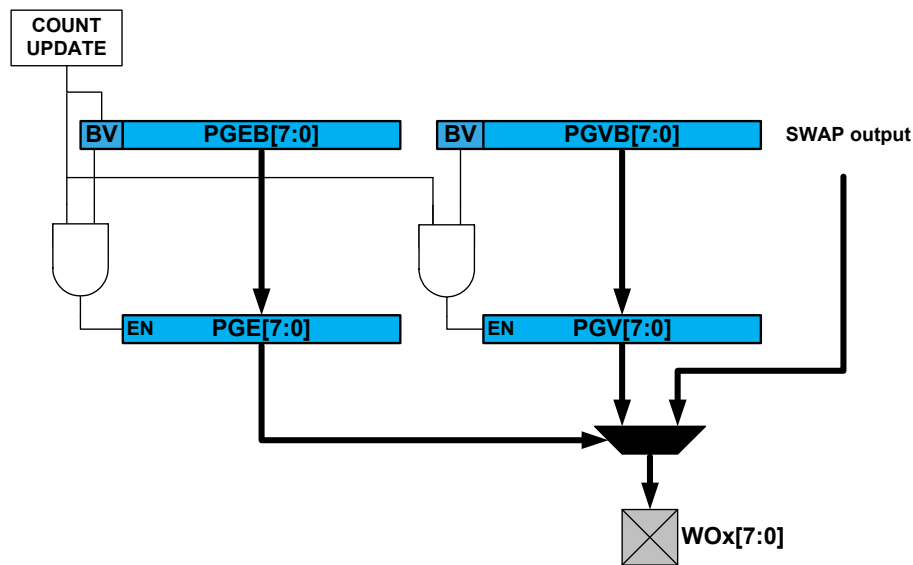 COUNT
UPDATE
BV PGEB[7:0]
BV PGVB[7:0]
SWAP output
EN PGE[7:0]
EN PGV[7:0]
WOx[7:0]